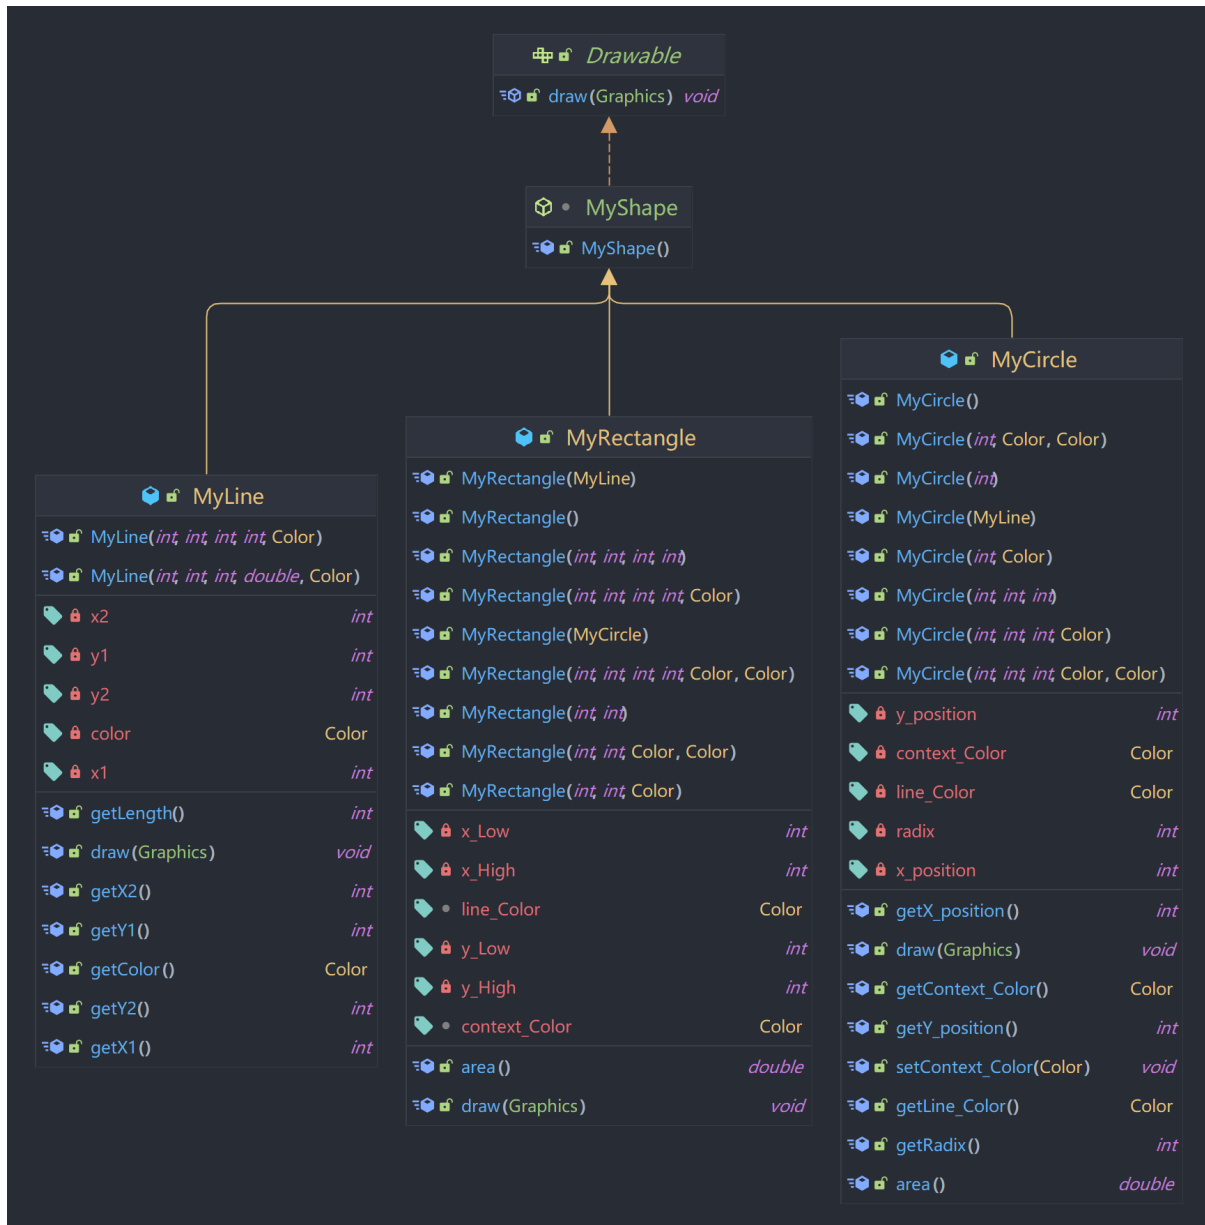 Drawable
draw(Graphics) void
MyShape
MyShape()
MyLine
MyLine(int, int, int, int, Color)
MyLine(int, int, int, double, Color)
x2 int
y1 int
y2 int
color Color
x1 int
getLength() int
draw(Graphics) void
getX2() int
getY1() int
getColor() Color
getY2() int
getX1() int
MyRectangle
MyRectangle(MyLine)
MyRectangle()
MyRectangle(int, int, int, int)
MyRectangle(int, int, int, int, Color)
MyRectangle(MyCircle)
MyRectangle(int, int, int, int, Color, Color)
MyRectangle(int, int)
MyRectangle(int, int, Color, Color)
MyRectangle(int, int, Color)
x_Low int
x_High int
line_Color Color
y_Low int
y_High int
context_Color Color
area() double
draw(Graphics) void
MyCircle
MyCircle()
MyCircle(int, Color, Color)
MyCircle(int)
MyCircle(MyLine)
MyCircle(int, Color)
MyCircle(int, int, int)
MyCircle(int, int, int, Color)
MyCircle(int, int, int, Color, Color)
y_position int
context_Color Color
line_Color Color
radix int
x_position int
getX_position() int
draw(Graphics) void
getContext_Color() Color
getY_position() int
setContext_Color(Color) void
getLine_Color() Color
getRadix() int
area() double